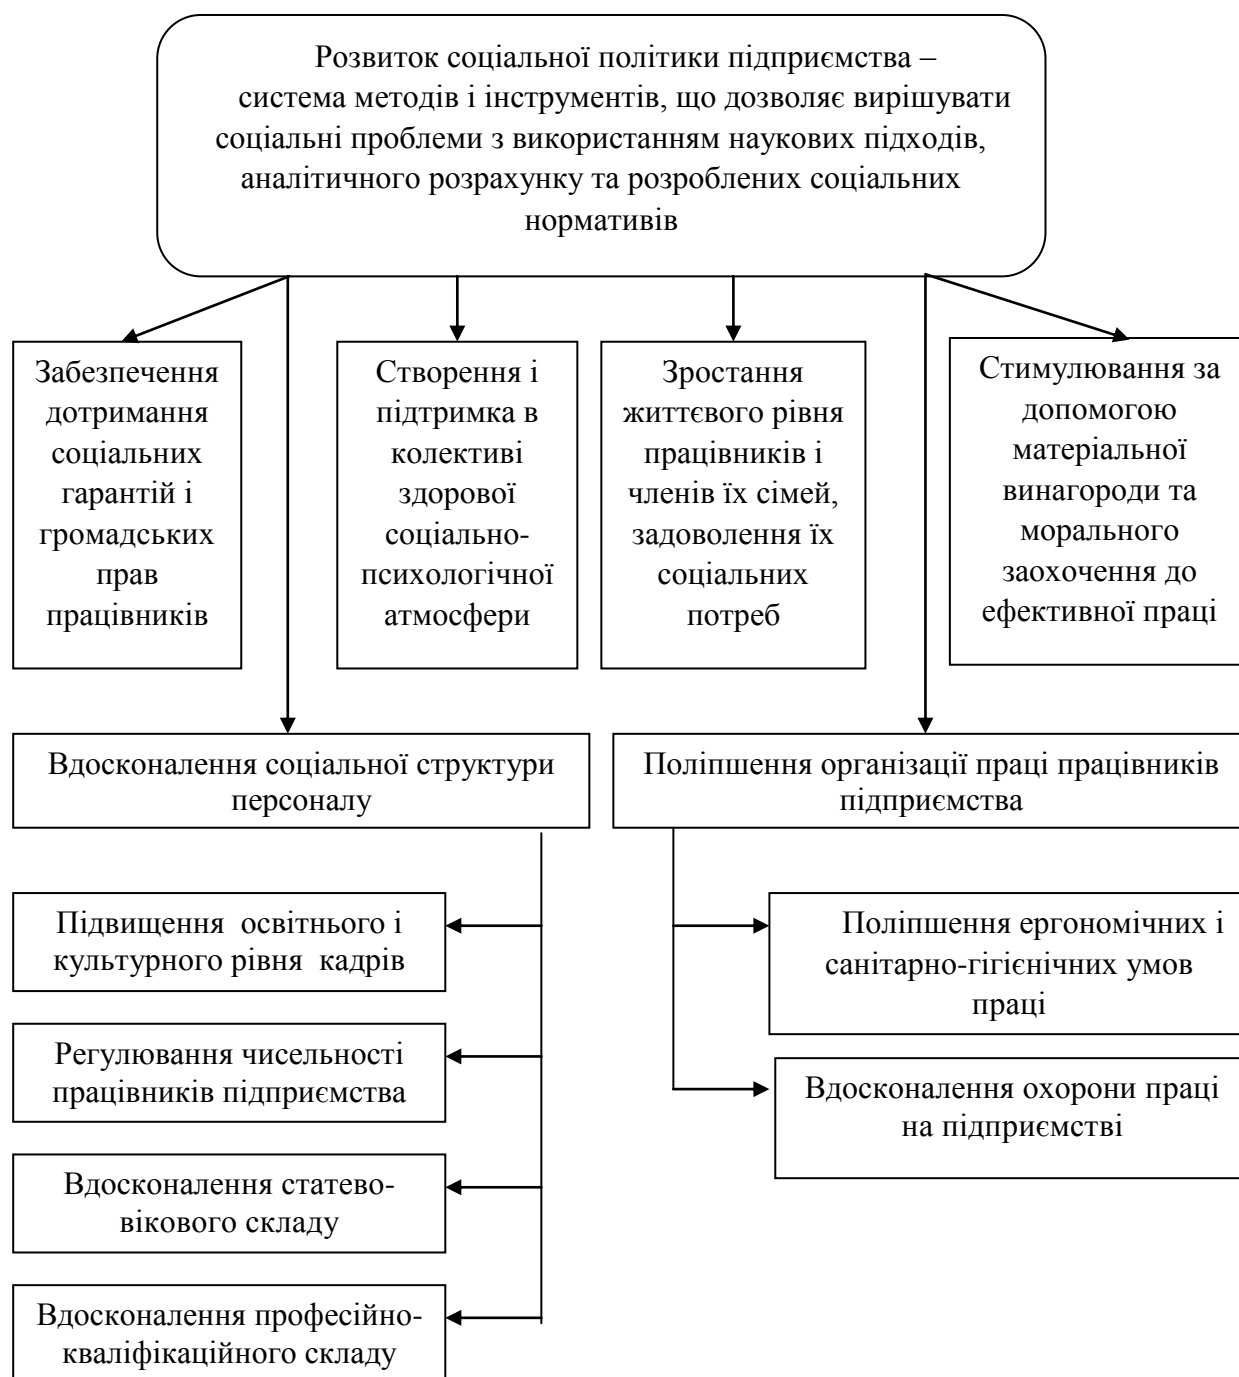 Розвиток соціальної політики підприємства –
система методів і інструментів, що дозволяє вирішувати
соціальні проблеми з використанням наукових підходів,
аналітичного розрахунку та розроблених соціальних
нормативів
Забезпечення
дотримання
соціальних
гарантій і
громадських
прав
працівників
Створення і
підтримка в
колективі
здорової
соціально-
психологічної
атмосфери
Зростання
життєвого рівня
працівників і
членів їх сімей,
задоволення їх
соціальних
потреб
Стимулювання за
допомогою
матеріальної
винагороди та
морального
заохочення до
ефективної праці
Вдосконалення соціальної структури
персоналу
Поліпшення організації праці працівників
підприємства
Підвищення освітнього і
культурного рівня кадрів
Регулювання чисельності
працівників підприємства
Вдосконалення статево-
вікового складу
Вдосконалення професійно-
кваліфікаційного складу
Поліпшення ергономічних і
санітарно-гігієнічних умов
праці
Вдосконалення охорони праці
на підприємстві